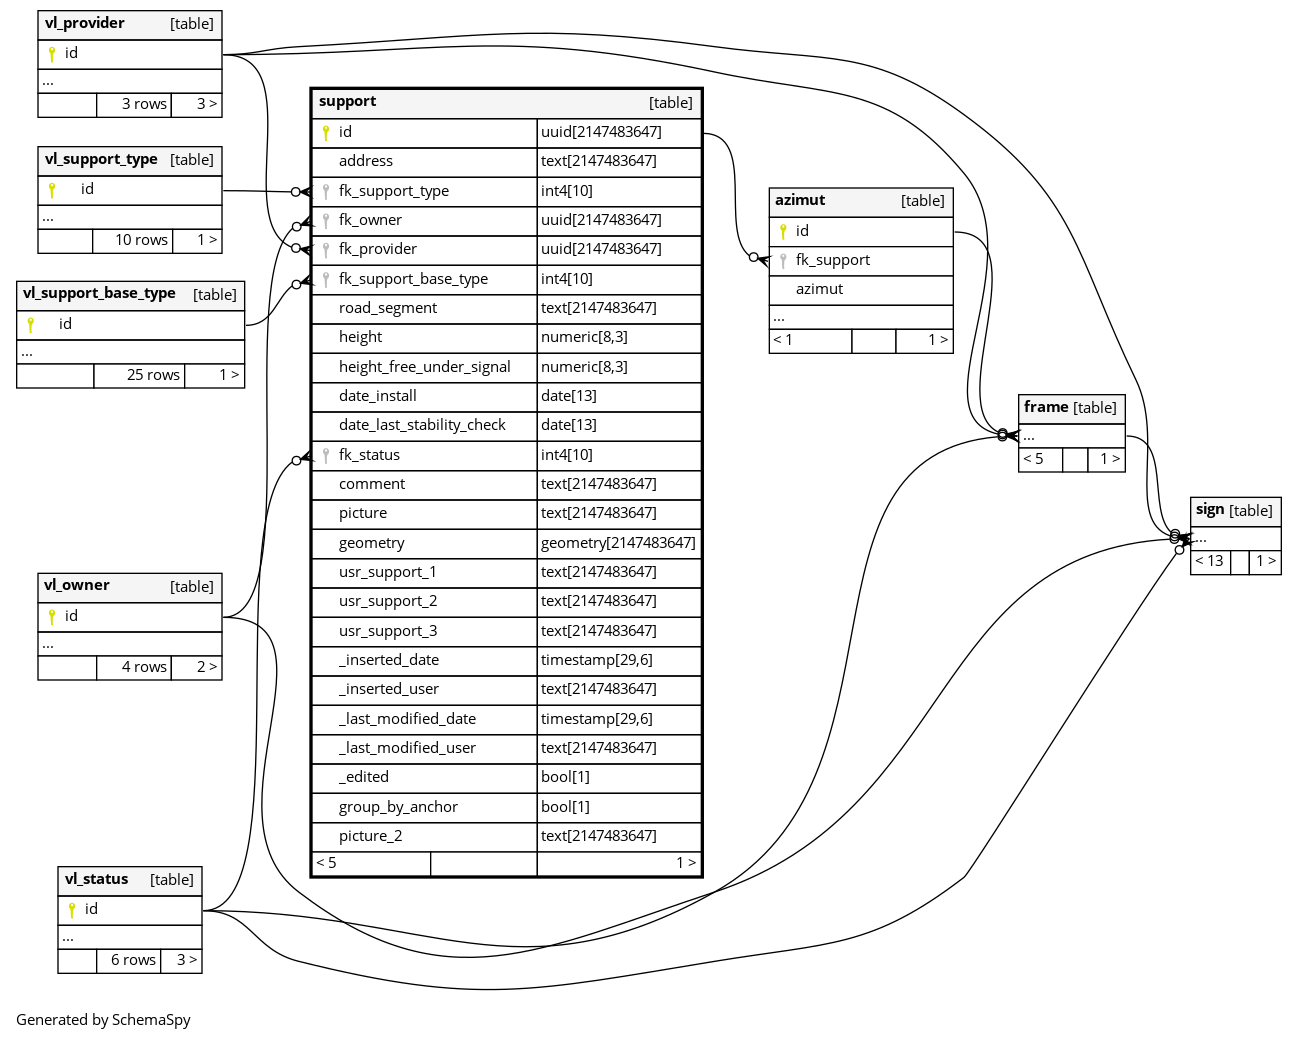 vl_provider [table]
id
...
3 rows 3 >
vl_support_type [table]
id
...
10 rows 1 >
vl_support_base_type [table]
id
...
25 rows 1 >
vl_owner [table]
id
...
4 rows 2 >
vl_status [table]
id
...
6 rows 3 >
support [table]
id uuid[2147483647]
address text[2147483647]
fk_support_type int4[10]
fk_owner uuid[2147483647]
fk_provider uuid[2147483647]
fk_support_base_type int4[10]
road_segment text[2147483647]
height numeric[8,3]
height_free_under_signal numeric[8,3]
date_install date[13]
date_last_stability_check date[13]
fk_status int4[10]
comment text[2147483647]
picture text[2147483647]
geometry geometry[2147483647]
usr_support_1 text[2147483647]
usr_support_2 text[2147483647]
usr_support_3 text[2147483647]
_inserted_date timestamp[29,6]
_inserted_user text[2147483647]
_last_modified_date timestamp[29,6]
_last_modified_user text[2147483647]
_edited bool[1]
group_by_anchor bool[1]
picture_2 text[2147483647]
< 5 1 >
azimut [table]
id
fk_support
azimut
...
< 1 1 >
frame [table]
...
< 5 1 >
sign [table]
...
< 13 1 >
Generated by SchemaSpy